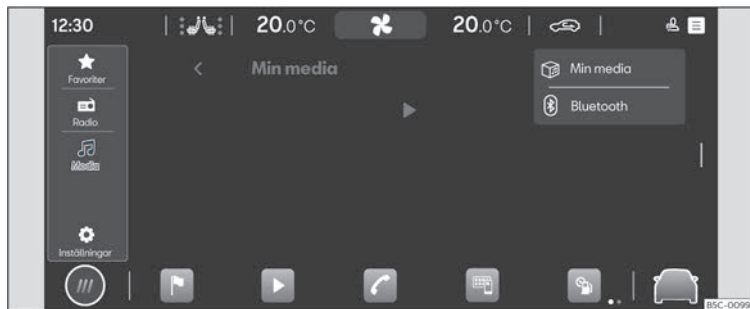 12:30
20.0°C
20.0°C
Favoriter
Radio
Media
Inställningar
Min media
Min media
Bluetooth
B5C-0099